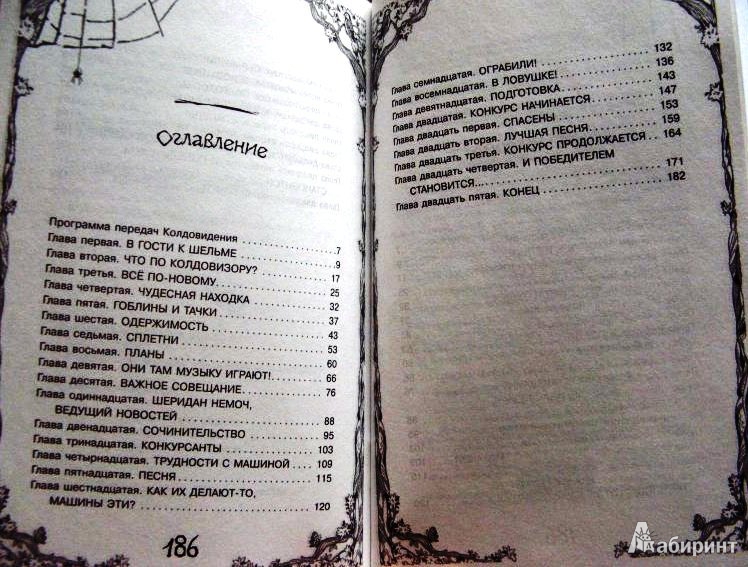 Оглавление
Программа передач Колдовидения ..... 7
Глава первая. В ГОСТИ К ШЕЛЬМЕ ..... 9
Глава вторая. ЧТО ПО КОЛДОВИЗОРУ? ..... 17
Глава третья. ВСЁ ПО-НОВОМУ ..... 25
Глава четвертая. ЧУДЕСНАЯ НАХОДКА ..... 32
Глава пятая. ГОБЛИНЫ И ТАЧКИ ..... 37
Глава шестая. ОДЕРЖИМОСТЬ ..... 43
Глава седьмая. СПЛЕТНИ ..... 53
Глава восьмая. ПЛАНЫ ..... 60
Глава девятая. ОНИ ТАМ МУЗЫКУ ИГРАЮТ! ..... 66
Глава десятая. ВАЖНОЕ СОВЕЩАНИЕ ..... 76
Глава одиннадцатая. ШЕРИДАН НЕМОЧ,
ВЕДУЩИЙ НОВОСТЕЙ ..... 88
Глава двенадцатая. СОЧИНИТЕЛЬСТВО ..... 95
Глава тринадцатая. КОНКУРСАНТЫ ..... 103
Глава четырнадцатая. ТРУДНОСТИ С МАШИНОЙ ..... 109
Глава пятнадцатая. ПЕСНЯ ..... 115
Глава шестнадцатая. КАК ИХ ДЕЛАЮТ-ТО,
МАШИНЫ ЭТИ? ..... 120
186
Глава семнадцатая. ОГРАБИЛИ! ..... 132
Глава восемнадцатая. В ЛОВУШКЕ! ..... 136
Глава девятнадцатая. ПОДГОТОВКА ..... 143
Глава двадцатая. КОНКУРС НАЧИНАЕТСЯ ..... 147
Глава двадцать первая. СПАСЕНЫ ..... 153
Глава двадцать вторая. ЛУЧШАЯ ПЕСНЯ ..... 159
Глава двадцать третья. КОНКУРС ПРОДОЛЖАЕТСЯ ..... 164
Глава двадцать четвертая. И ПОБЕДИТЕЛЕМ
СТАНОВИТСЯ... ..... 171
Глава двадцать пятая. КОНЕЦ ..... 182
Лабиринт